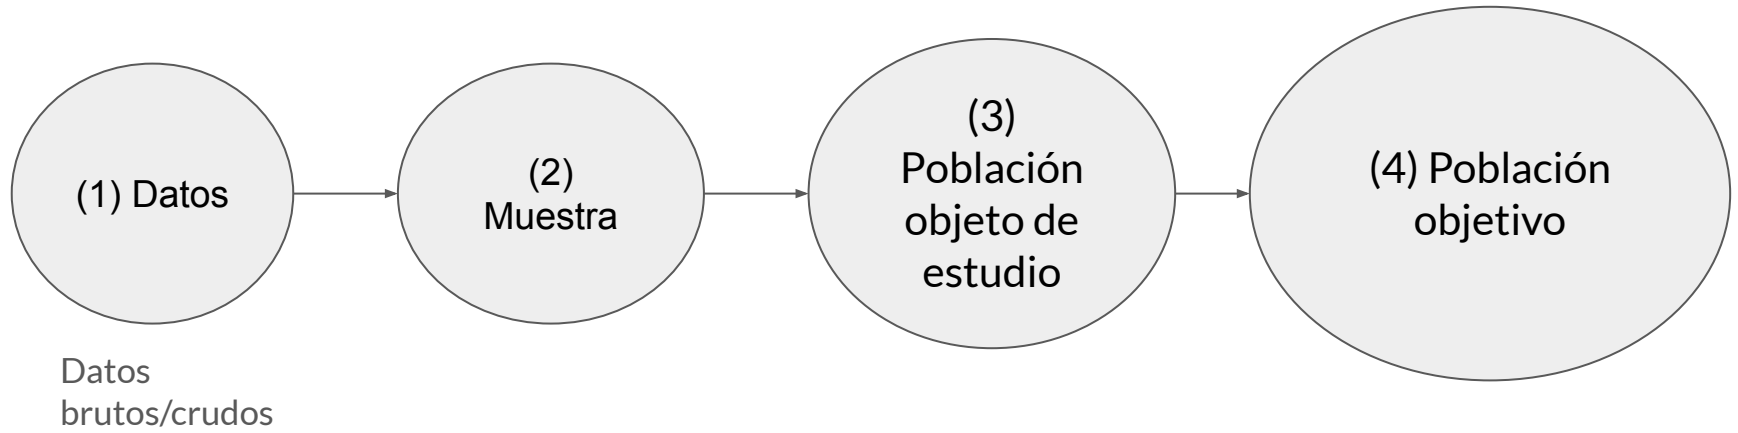 (1) Datos
(2)
Muestra
(3)
Población
objeto de
estudio
(4) Población
objetivo
Datos
brutos/crudos